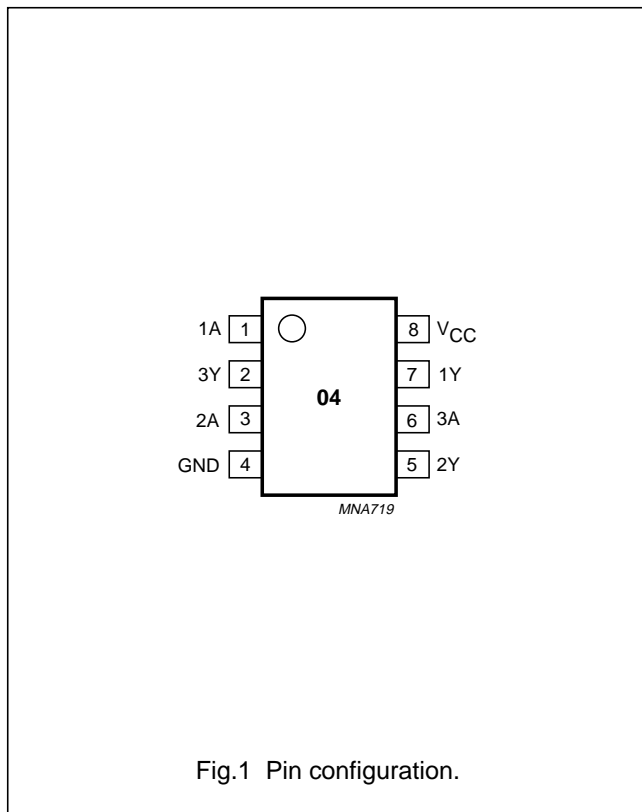 1A 1 8 VCC
3Y 2 7 1Y
04
2A 3 6 3A
GND 4 5 2Y
MNA719
Fig.1 Pin configuration.